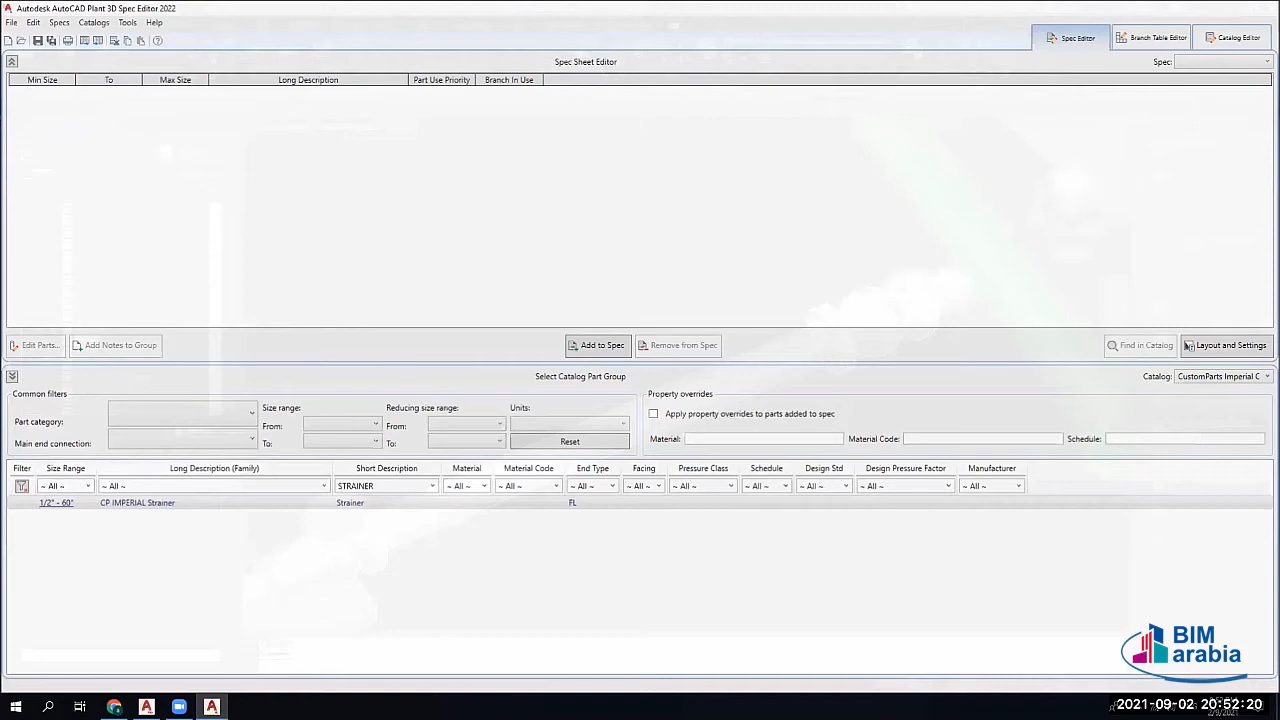 Autodesk AutoCAD Plant 3D Spec Editor 2022
File Edit Specs Catalogs Tools Help
Spec Editor Branch Table Editor Catalog Editor
Spec Sheet Editor Spec:
Min Size To Max Size Long Description Part Use Priority Branch In Use
Edit Parts... Add Notes to Group Add to Spec Remove from Spec Find in Catalog Layout and Settings
Select Catalog Part Group Catalog: CustomParts Imperial C
Common filters Property overrides
Part category: Size range: Reducing size range: Units: Apply property overrides to parts added to spec
From: From:
Main end connection: To: To: Reset Material: Material Code: Schedule:
Filter Size Range Long Description (Family) Short Description Material Material Code End Type Facing Pressure Class Schedule Design Std Design Pressure Factor Manufacturer
~ All ~ ~ All ~ STRAINER ~ All ~ ~ All ~ ~ All ~ ~ All ~ ~ All ~ ~ All ~ ~ All ~ ~ All ~ ~ All ~
1/2" - 60" CP IMPERIAL Strainer Strainer FL
BIM
arabia
2021-09-02 20:52:20